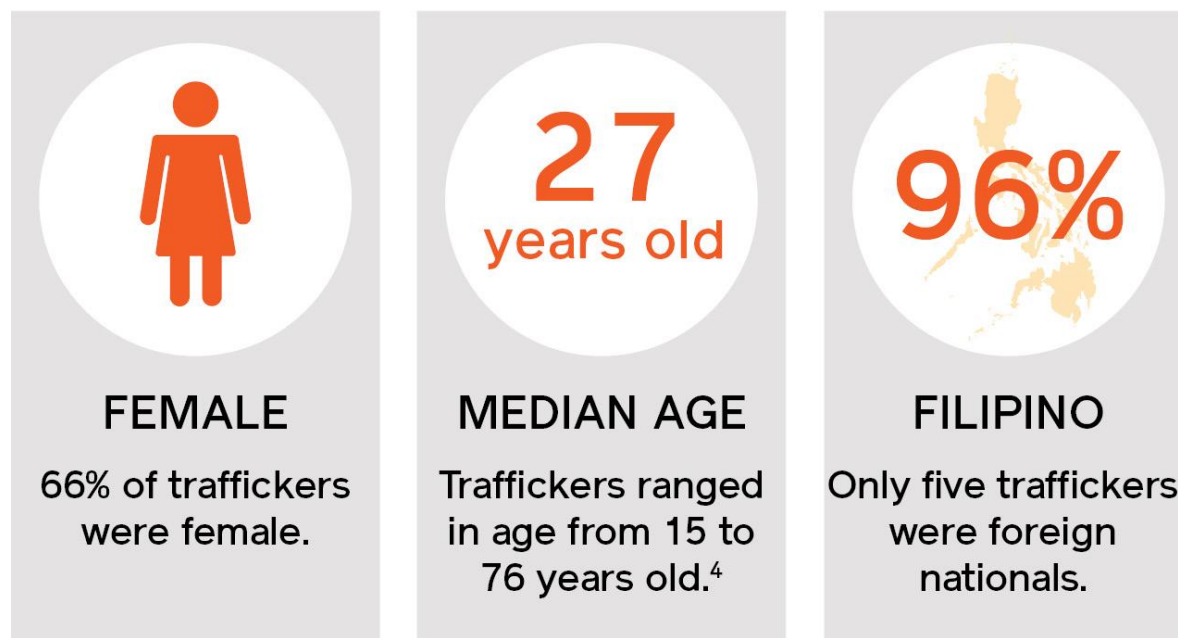 27
years old
96%
FEMALE
66% of traffickers
were female.
MEDIAN AGE
Traffickers ranged
in age from 15 to
76 years old.⁴
FILIPINO
Only five traffickers
were foreign
nationals.